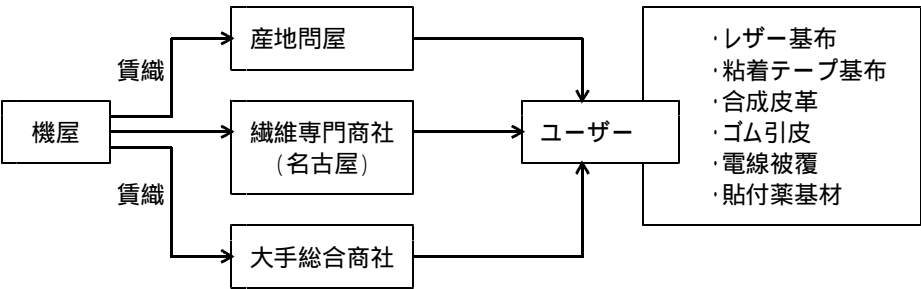 産地問屋
賃織
機屋
繊維専門商社
(名古屋)
賃織
大手総合商社
ユーザー
・レザー基布
・粘着テープ基布
・合成皮革
・ゴム引皮
・電線被覆
・貼付薬基材